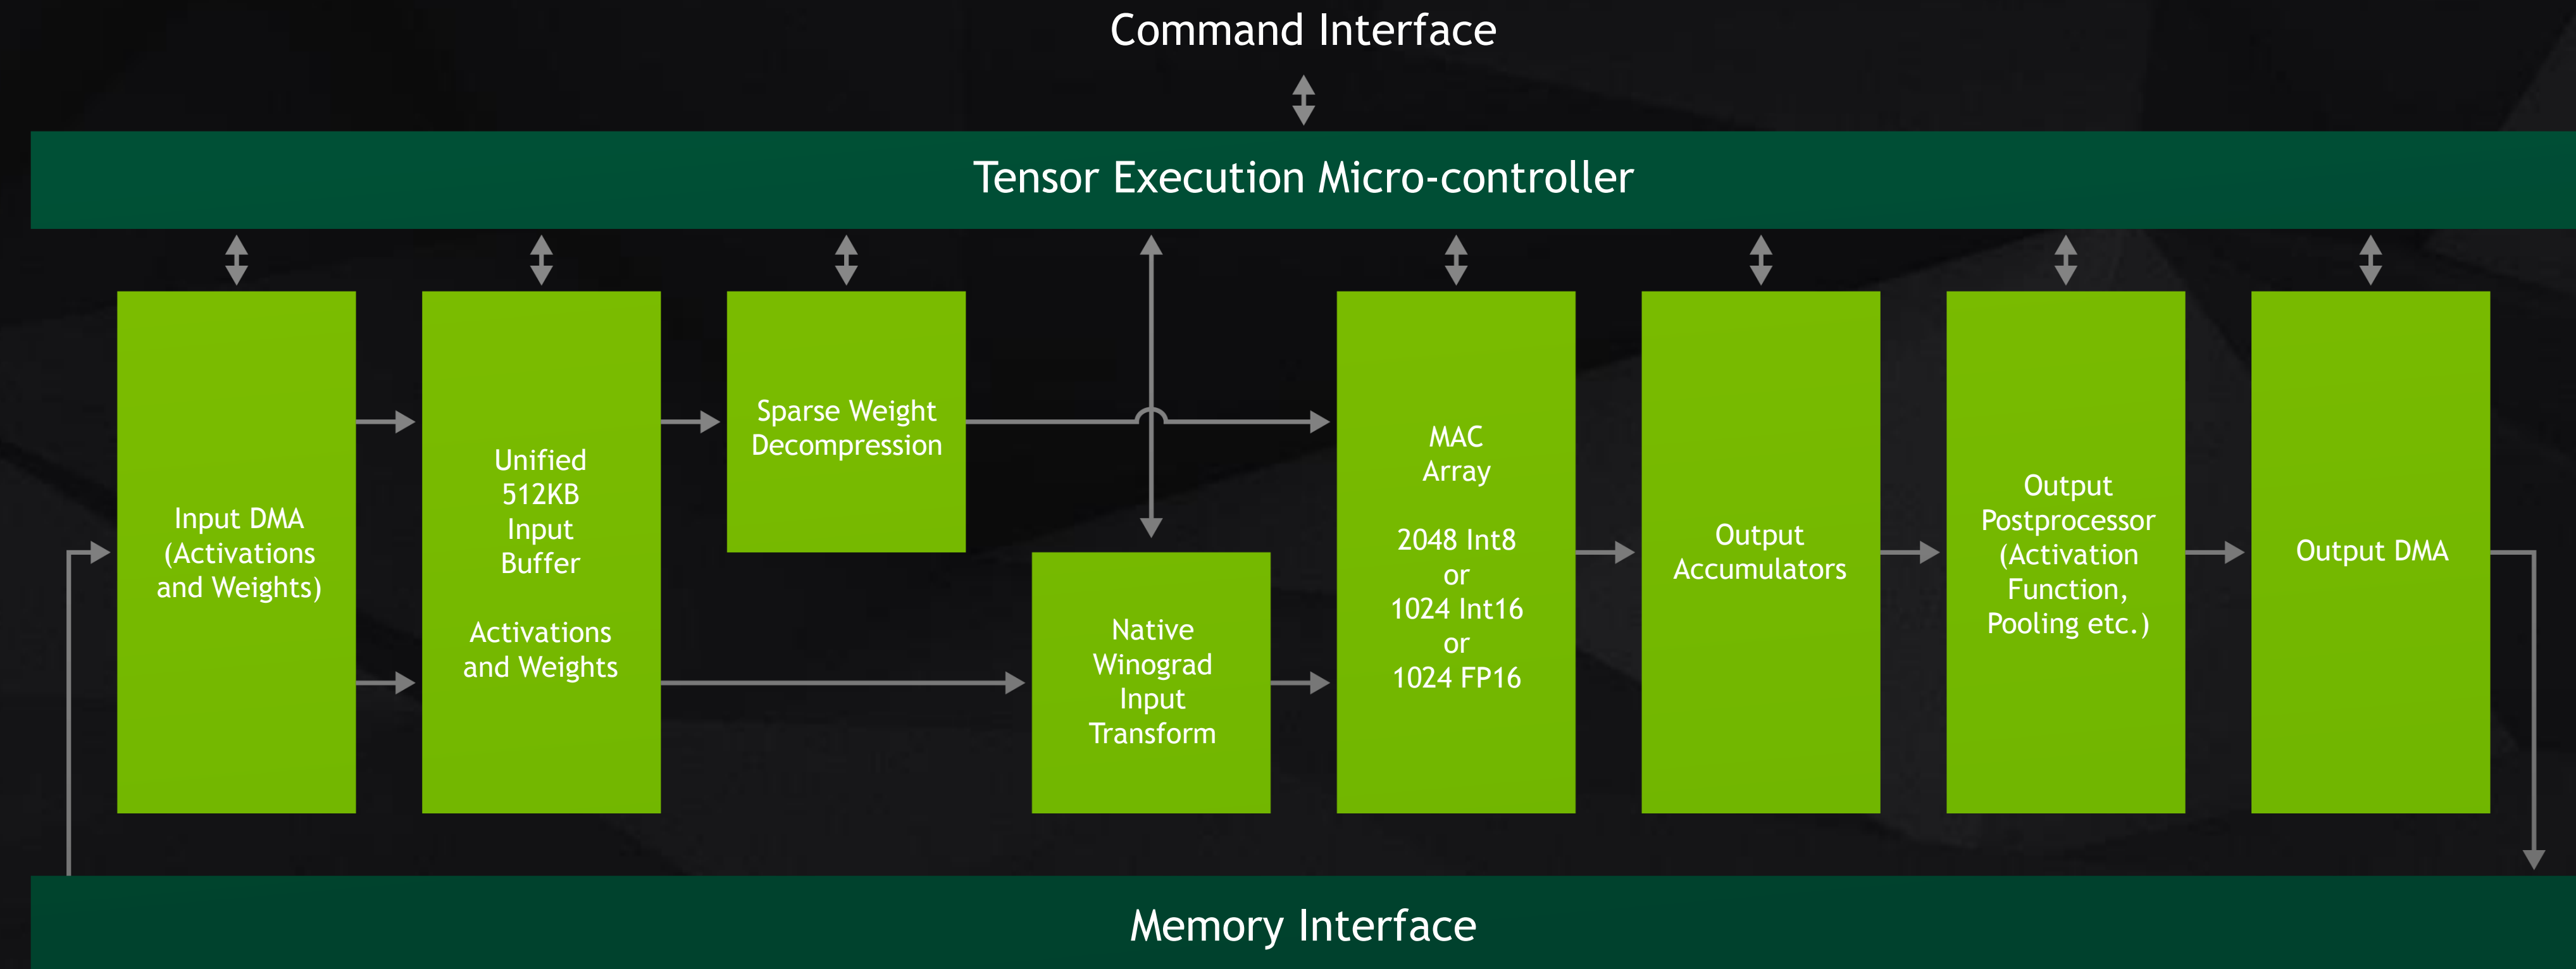 Command Interface
Tensor Execution Micro-controller
Input DMA
(Activations
and Weights)
Unified
512KB
Input
Buffer
Activations
and Weights
Sparse Weight
Decompression
Native
Winograd
Input
Transform
MAC
Array
2048 Int8
or
1024 Int16
or
1024 FP16
Output
Accumulators
Output
Postprocessor
(Activation
Function,
Pooling etc.)
Output DMA
Memory Interface